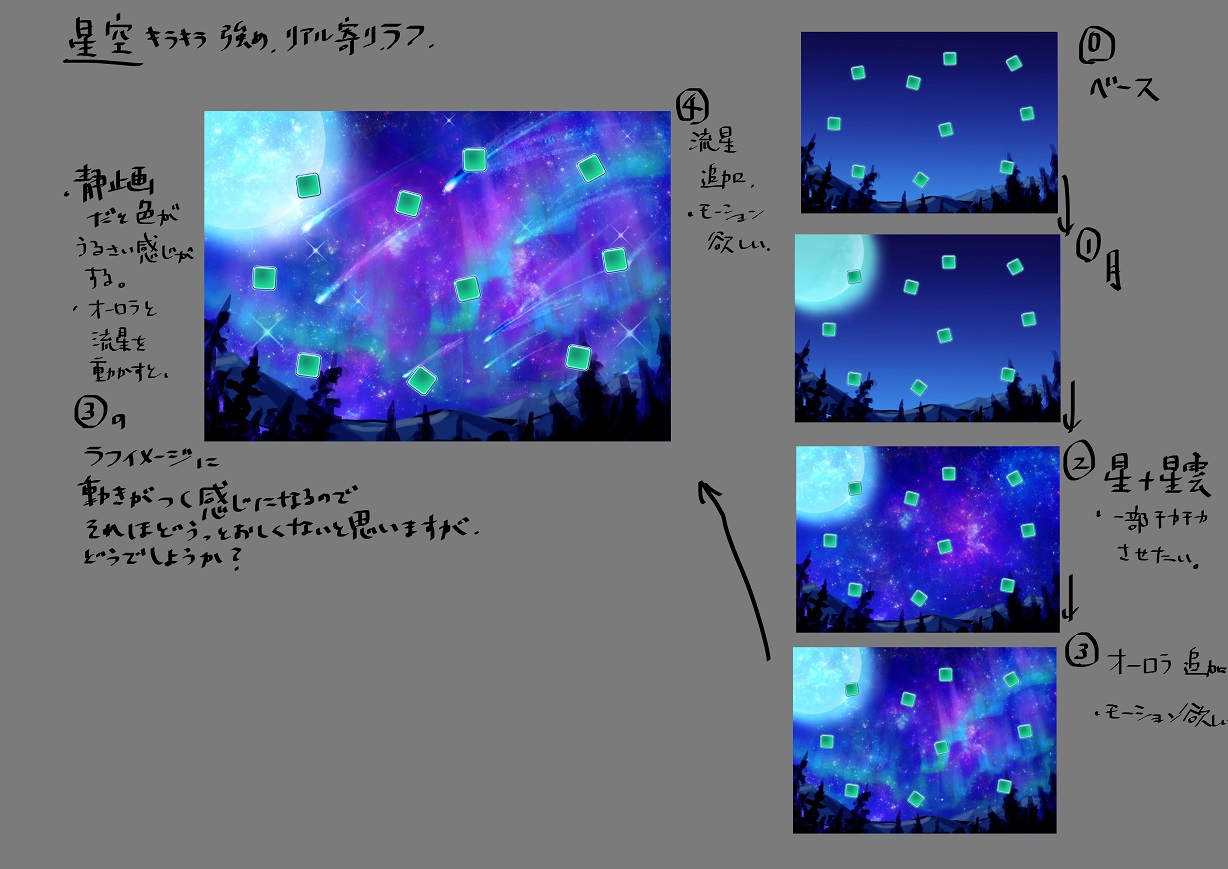 星空 キラキラ 強め、リアル寄りラフ.
・静止画
だと色が
うるさい感じが
する。
・オーロラと
流星を
動かすと、
③の
ラフイメージに
動きがつく感じになるので
それほどうっとおしくないと思いますが.
どうでしょうか?
④
流星
追加.
・モーション
欲しい.
⓪
ベース
①
月
②
星+星雲
・一部チカチカ
させたい。
③
オーロラ 追加
・モーション欲し